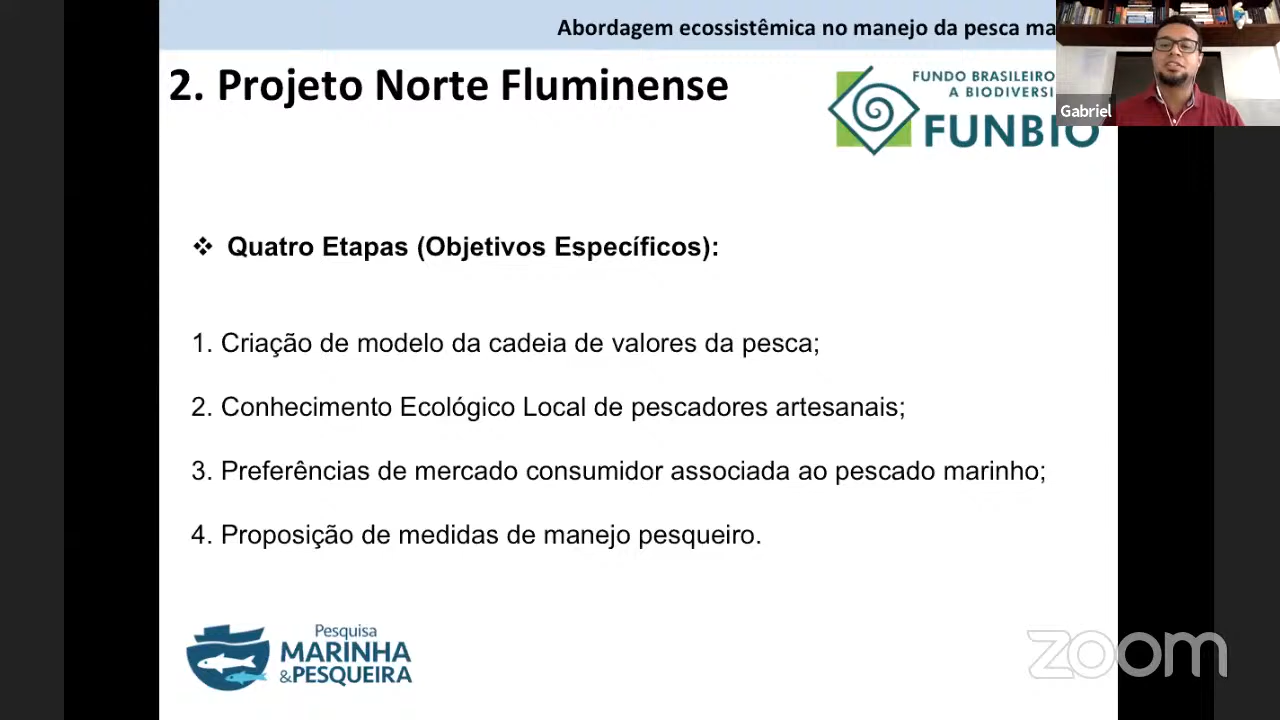 Abordagem ecossistêmica no manejo da pesca
2. Projeto Norte Fluminense
FUNDO BRASILEIRO
A
FUNBIO
Gabriel
❖ Quatro Etapas (Objetivos Específicos):
1. Criação de modelo da cadeia de valores da pesca;
2. Conhecimento Ecológico Local de pescadores artesanais;
3. Preferências de mercado consumidor associada ao pescado marinho;
4. Proposição de medidas de manejo pesqueiro.
Pesquisa
MARINHA
&PESQUEIRA
zoom